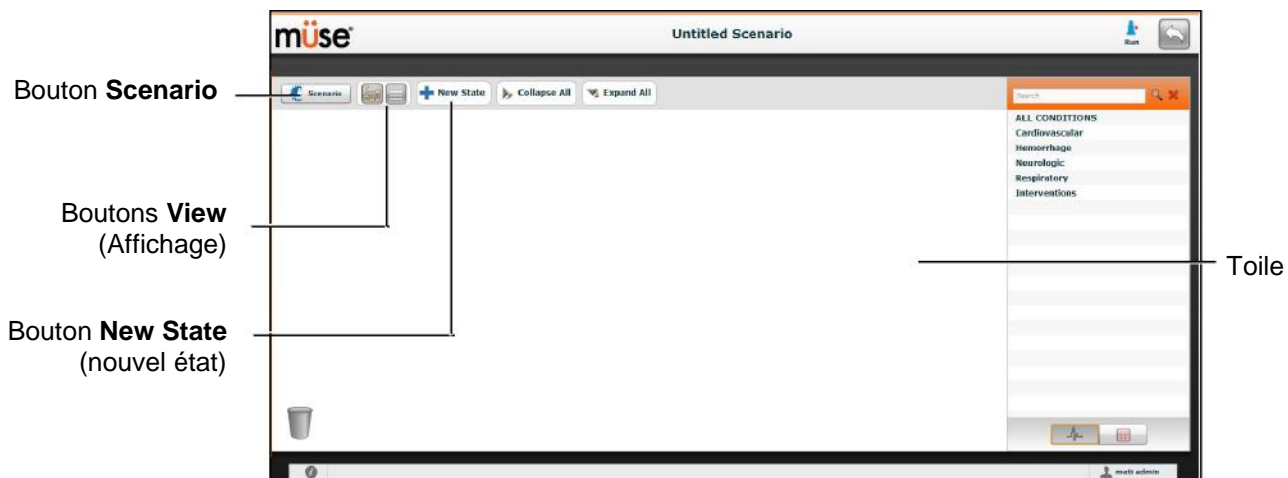 müse
Untitled Scenario
Run
Bouton Scenario
Scenario
New State
Collapse All
Expand All
Search
ALL CONDITIONS
Cardiovascular
Hemorrhage
Neurologic
Respiratory
Interventions
Boutons View
(Affichage)
Toile
Bouton New State
(nouvel état)
matt admin